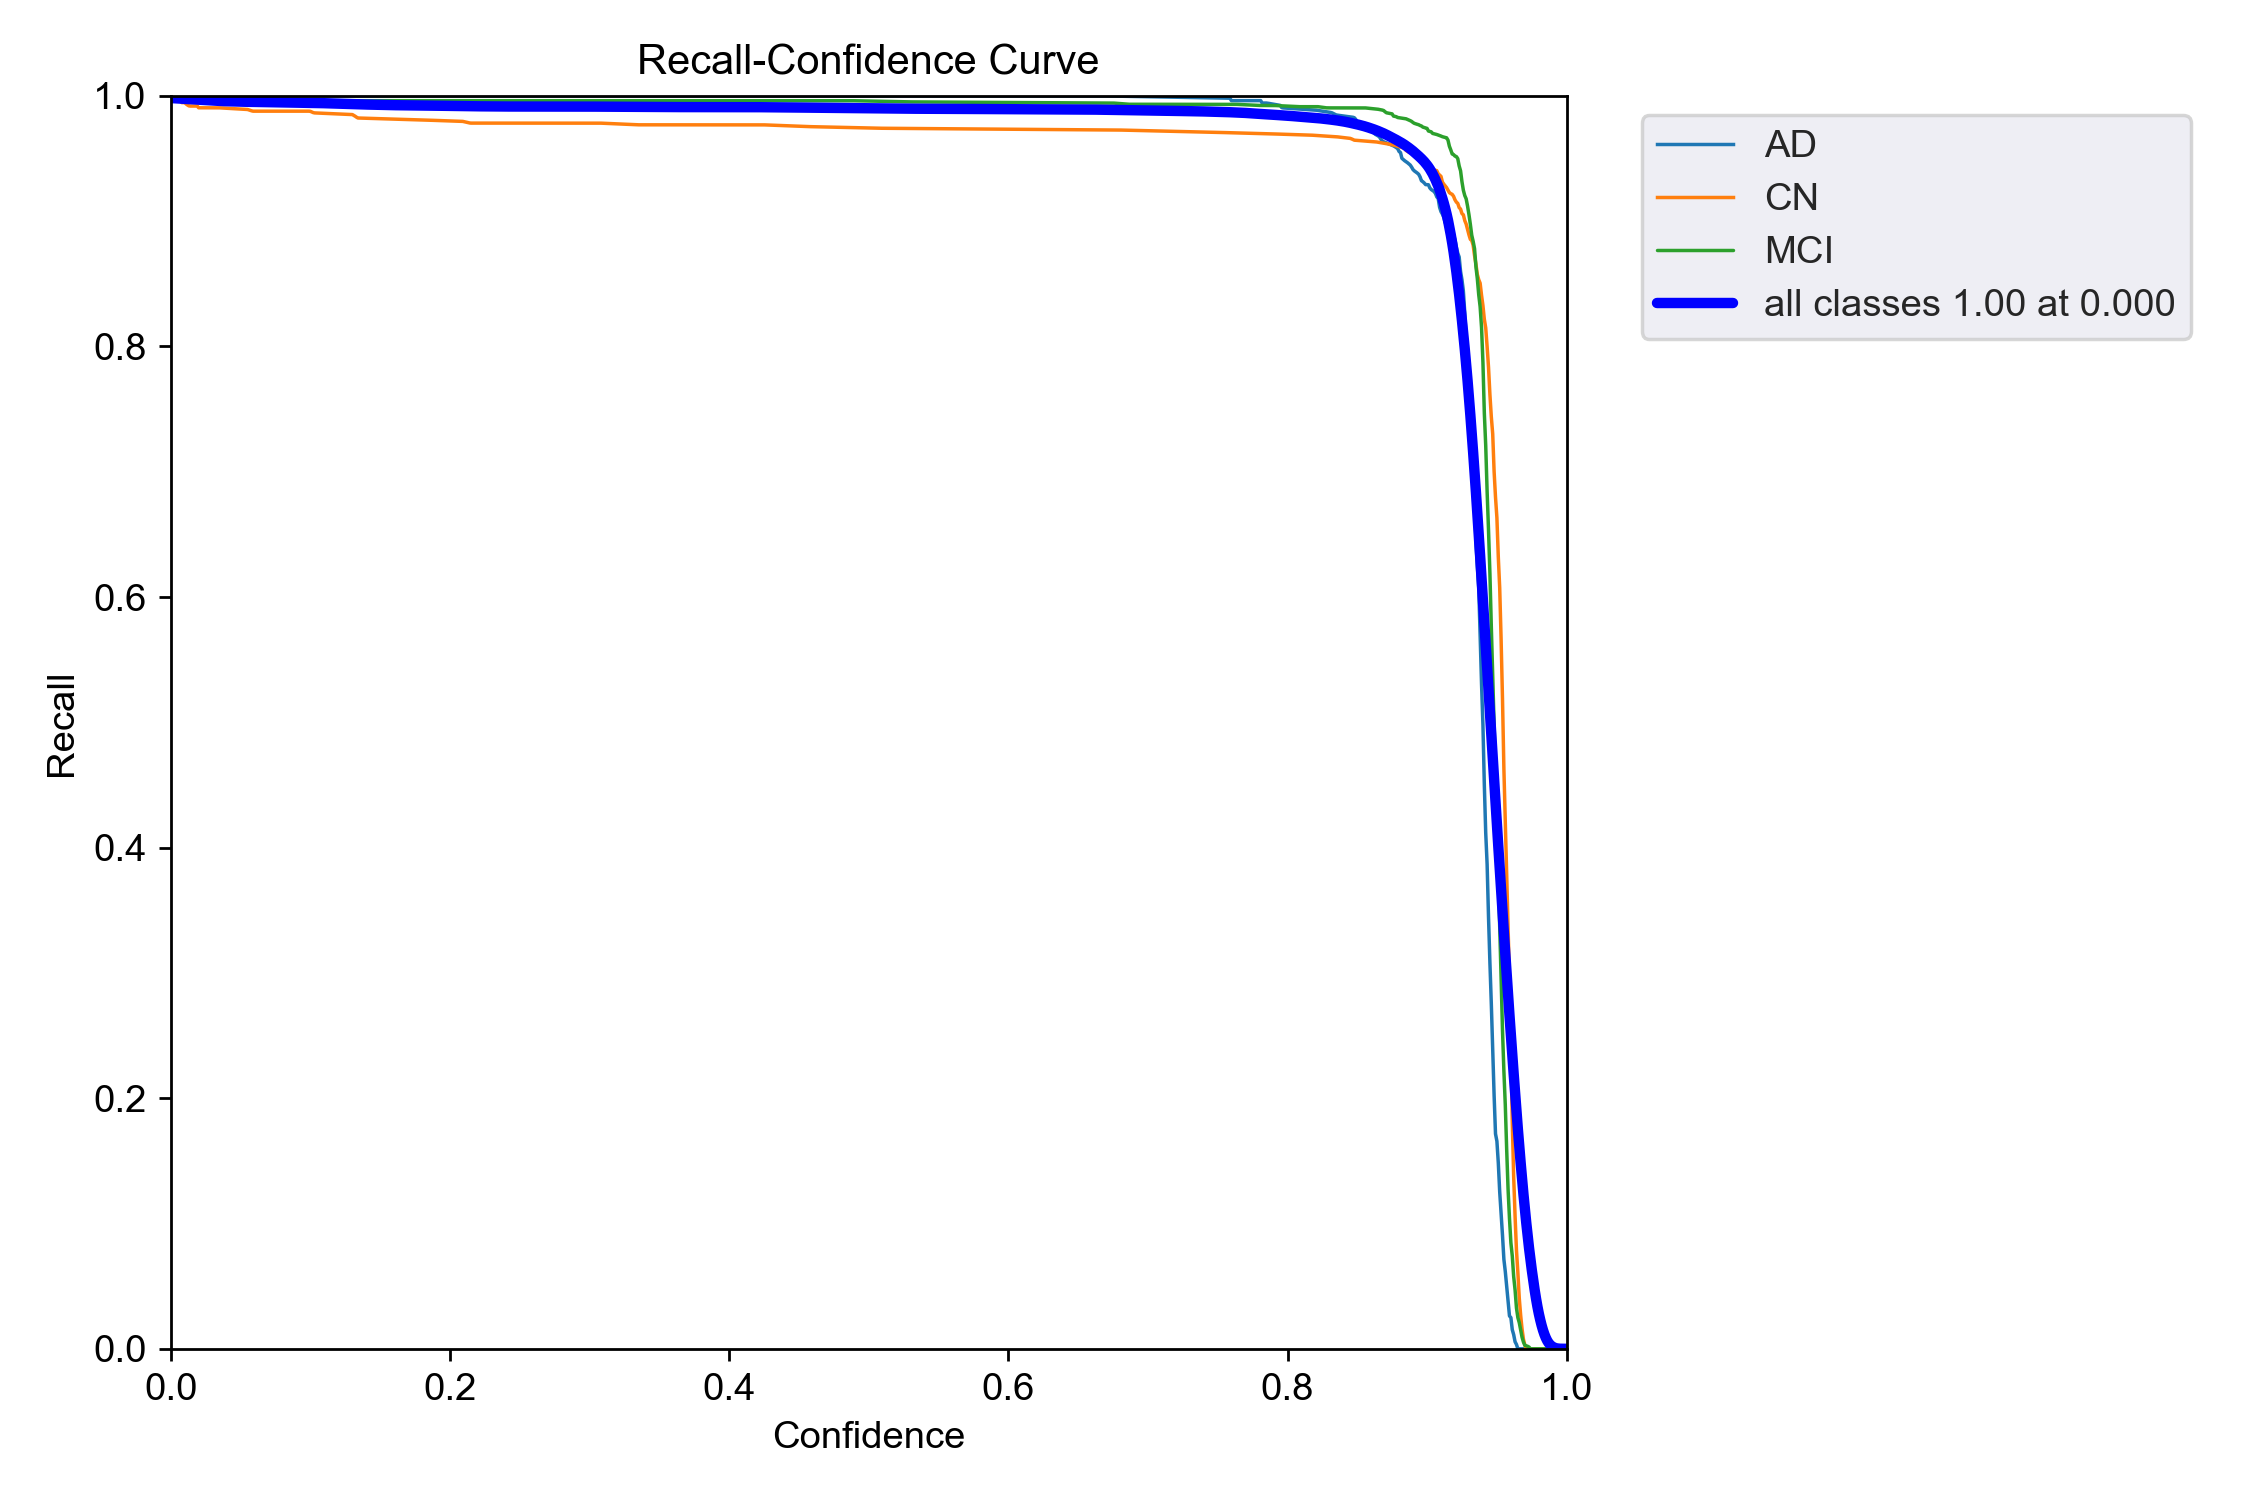 Recall-Confidence Curve
1.0
0.8
0.6
0.4
0.2
0.0
Recall
0.0 0.2 0.4 0.6 0.8 1.0
Confidence
AD
CN
MCI
all classes 1.00 at 0.000